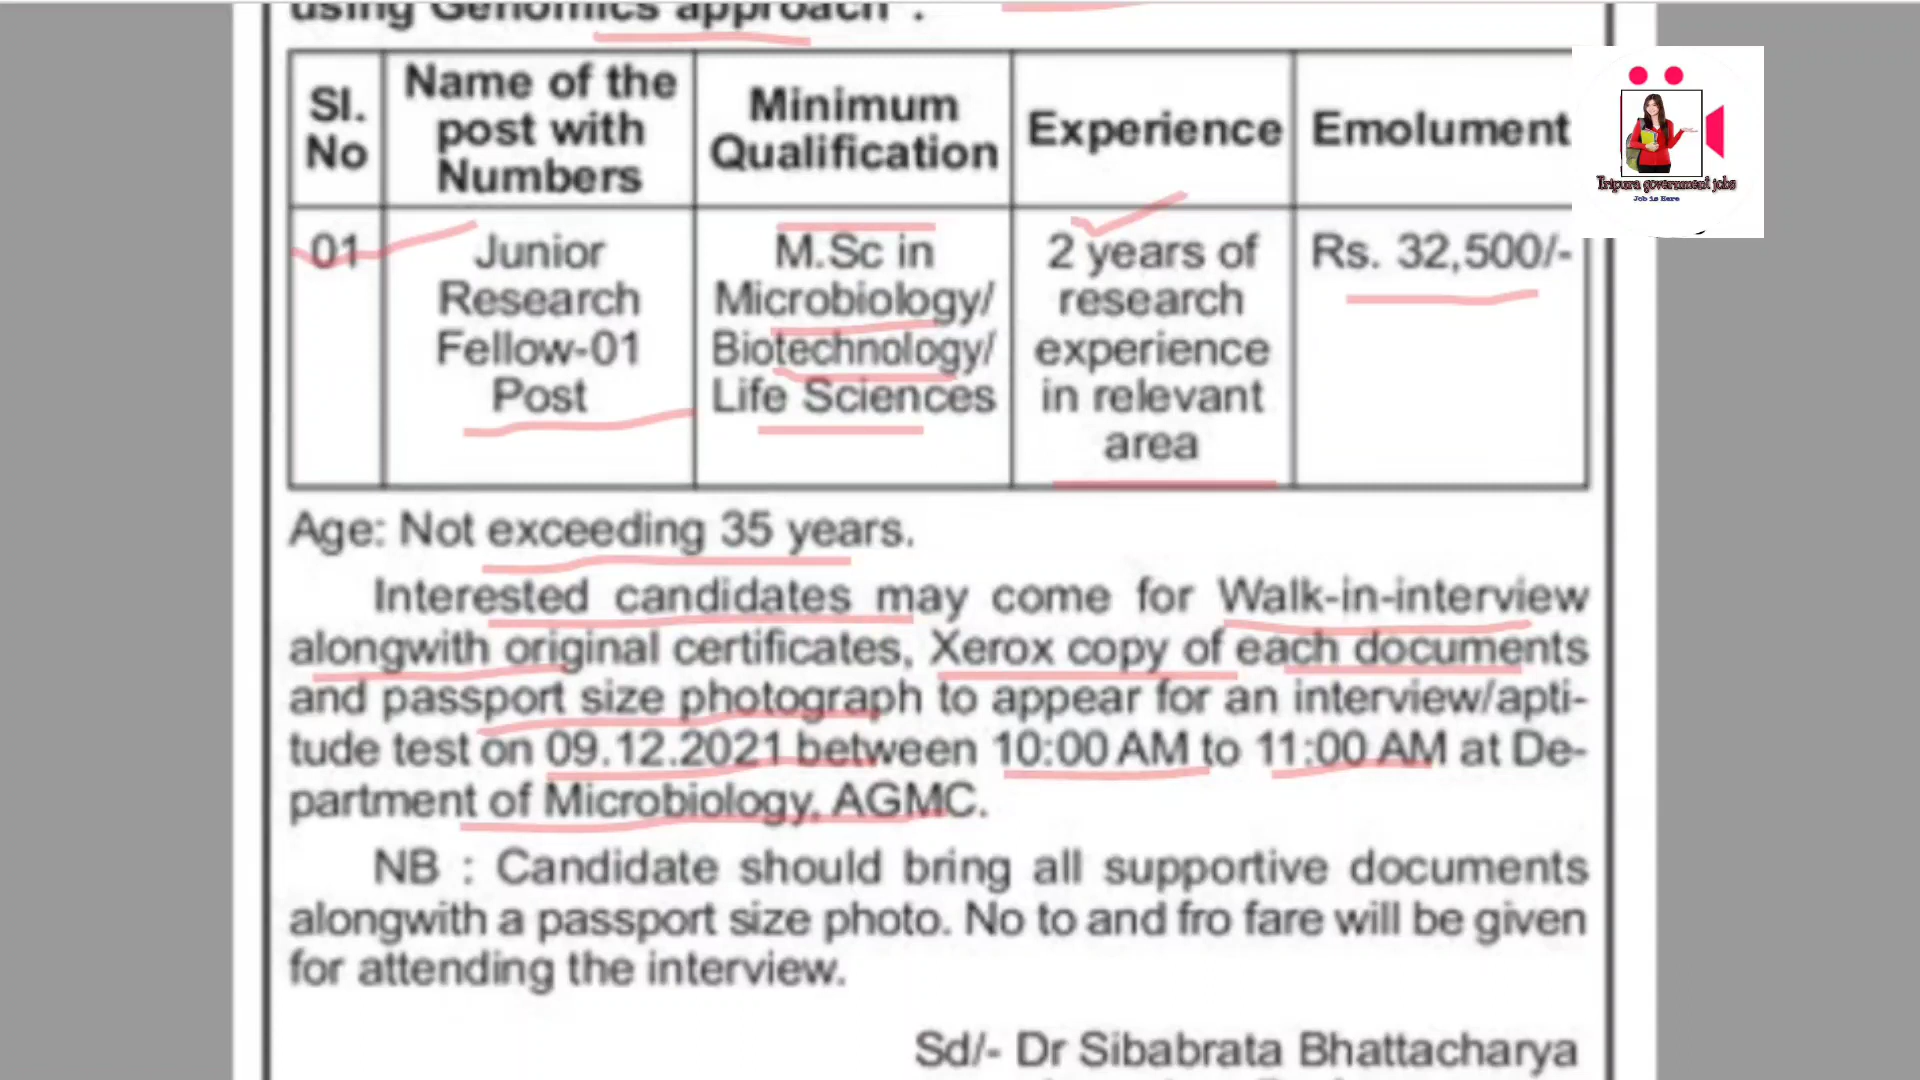 using Genomics approach".
Sl. No
Name of the post with Numbers
Minimum Qualification
Experience
Emolument
01
Junior Research Fellow-01 Post
M.Sc in Microbiology/ Biotechnology/ Life Sciences
2 years of research experience in relevant area
Rs. 32,500/-
Age: Not exceeding 35 years.
Interested candidates may come for Walk-in-interview
alongwith original certificates, Xerox copy of each documents
and passport size photograph to appear for an interview/apti-
tude test on 09.12.2021 between 10:00 AM to 11:00 AM at De-
partment of Microbiology, AGMC.
NB : Candidate should bring all supportive documents
alongwith a passport size photo. No to and fro fare will be given
for attending the interview.
Sd/- Dr Sibabrata Bhattacharya
Tripura government jobs
Job is Here